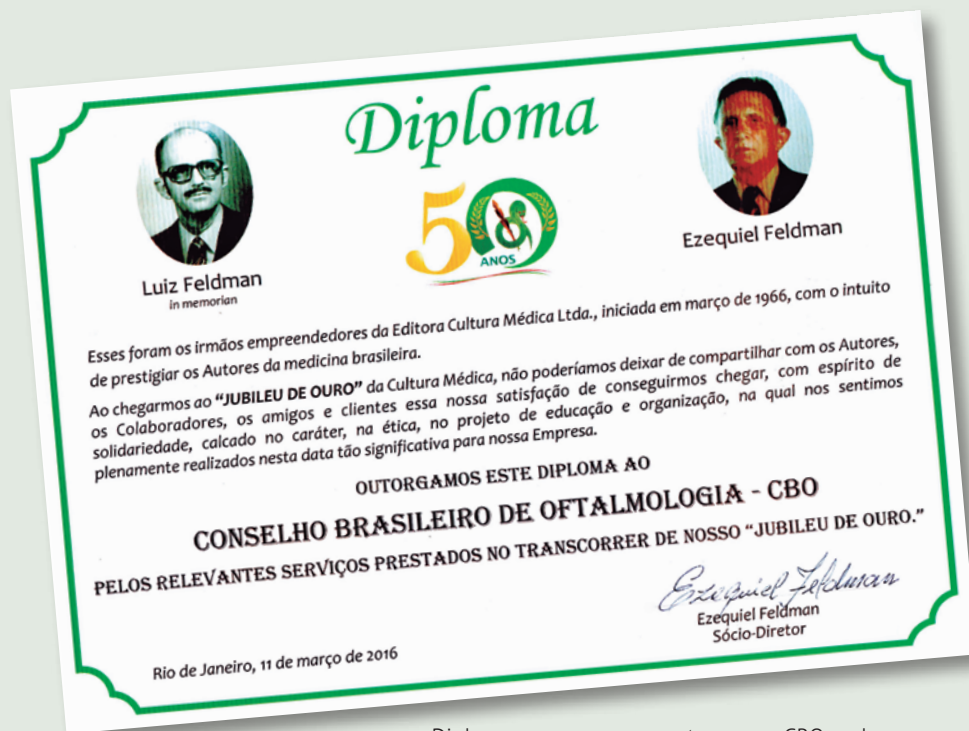 Diploma
50
ANOS
Luiz Feldman
in memorian
Ezequiel Feldman
Esses foram os irmãos empreendedores da Editora Cultura Médica Ltda., iniciada em março de 1966, com o intuito
de prestigiar os Autores da medicina brasileira.
Ao chegarmos ao “JUBILEU DE OURO” da Cultura Médica, não poderíamos deixar de compartilhar com os Autores,
os Colaboradores, os amigos e clientes essa nossa satisfação de conseguirmos chegar, com espírito de
solidariedade, calcado no caráter, na ética, no projeto de educação e organização, na qual nos sentimos
plenamente realizados nesta data tão significativa para nossa Empresa.
OUTORGAMOS ESTE DIPLOMA AO
CONSELHO BRASILEIRO DE OFTALMOLOGIA - CBO
PELOS RELEVANTES SERVIÇOS PRESTADOS NO TRANSCORRER DE NOSSO “JUBILEU DE OURO.”
Ezequiel Feldman
Ezequiel Feldman
Sócio-Diretor
Rio de Janeiro, 11 de março de 2016